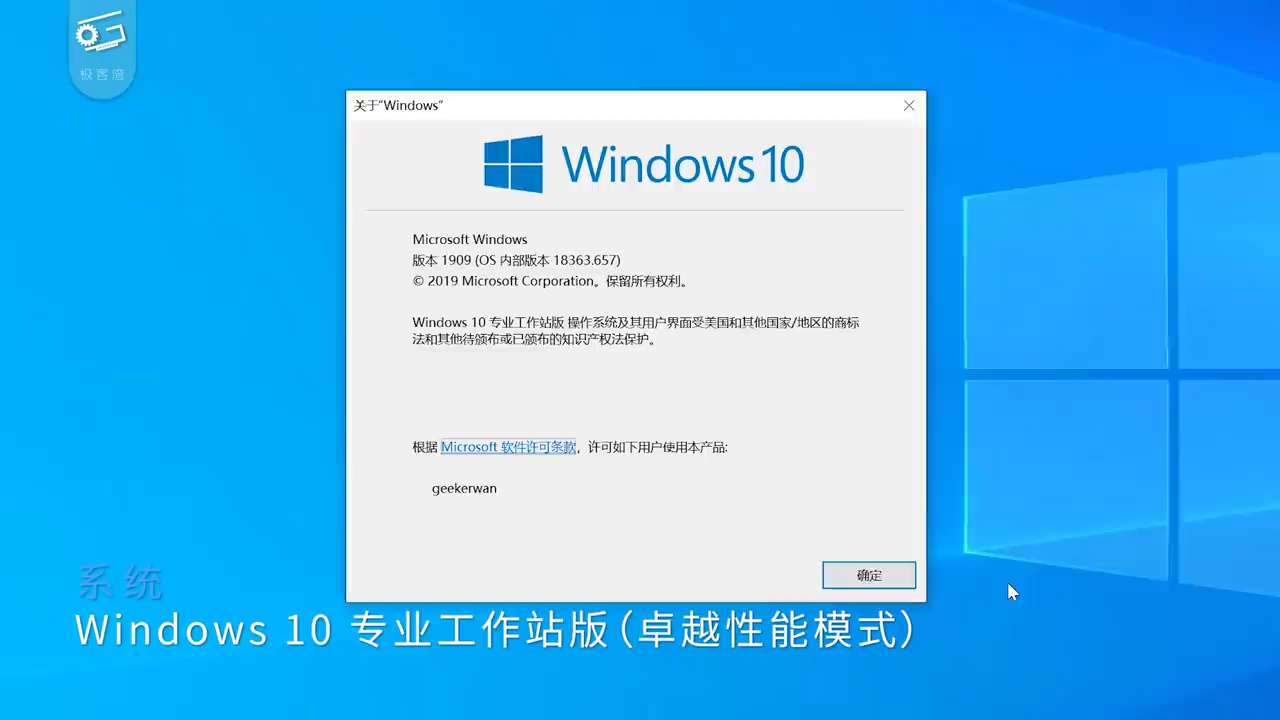 极客湾
关于“Windows”
Windows 10
Microsoft Windows
版本 1909 (OS 内部版本 18363.657)
© 2019 Microsoft Corporation。保留所有权利。
Windows 10 专业工作站版 操作系统及其用户界面受美国和其他国家/地区的商标
法和其他待颁布或已颁布的知识产权法保护。
根据 Microsoft 软件许可条款，许可如下用户使用本产品:
geekerwan
确定
系统
Windows 10 专业工作站版(卓越性能模式)